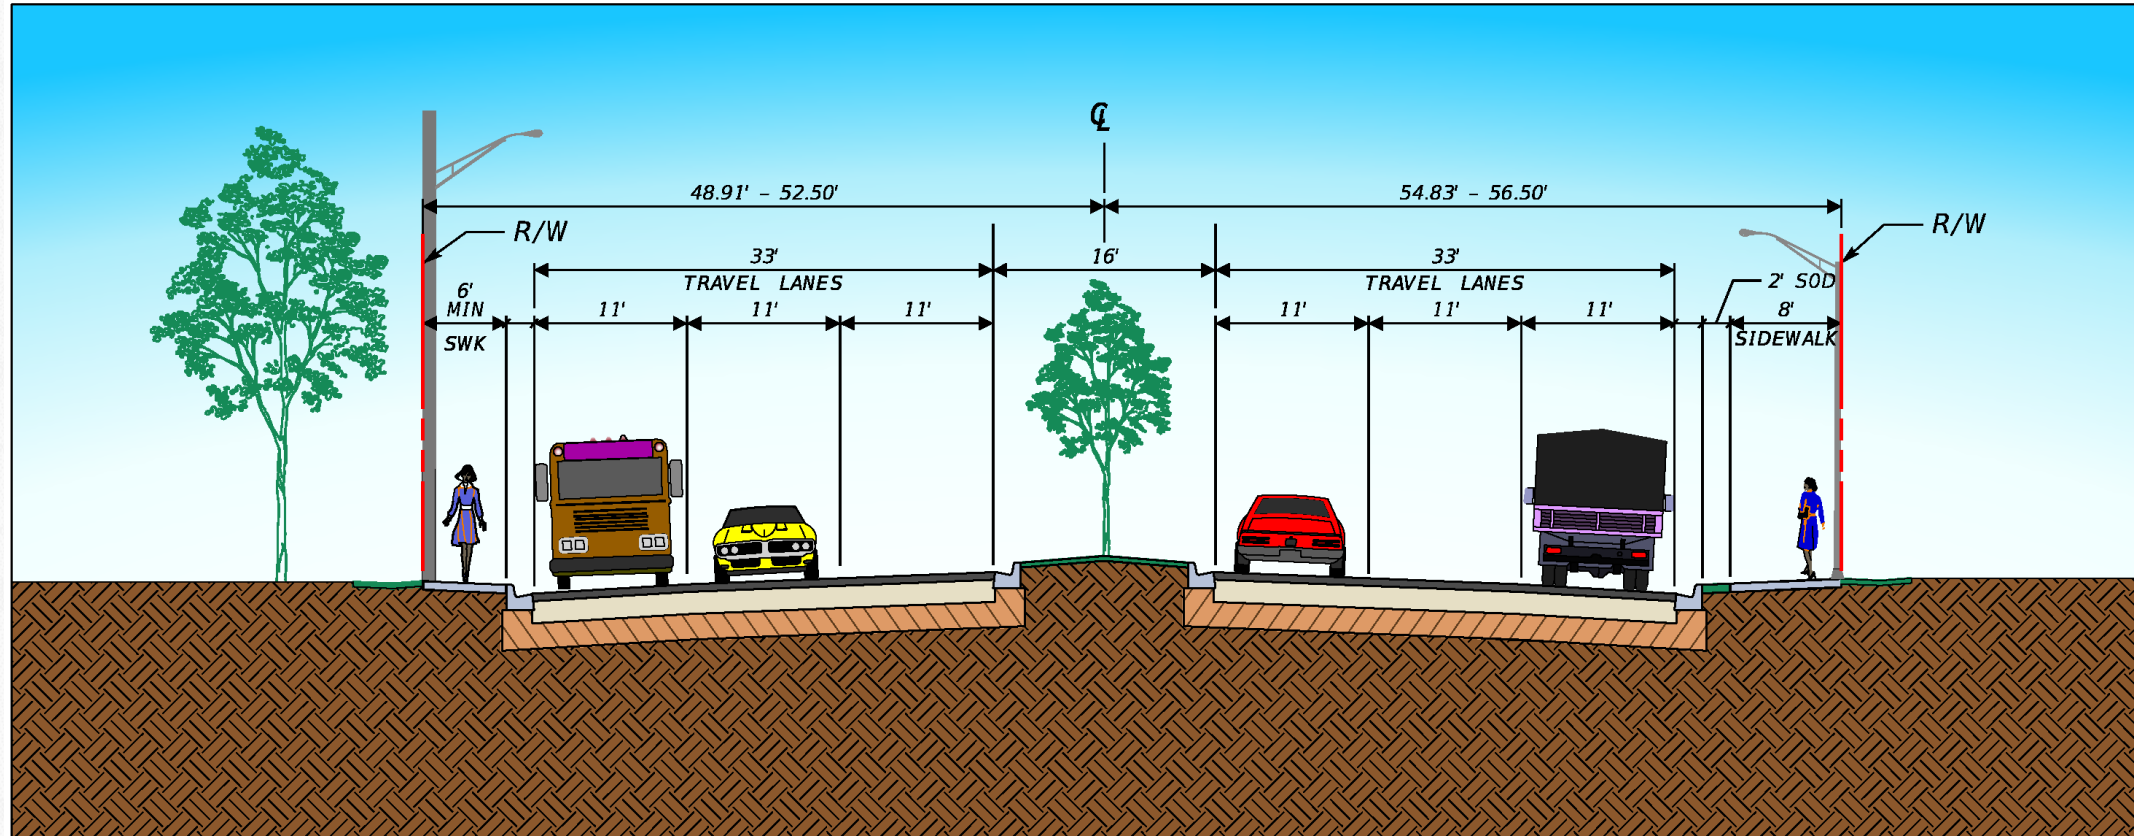 ℄
48.91' - 52.50'
54.83' - 56.50'
R/W
R/W
33'
16'
33'
TRAVEL LANES
TRAVEL LANES
2' SOD
6'
MIN
11'
11'
11'
11'
11'
11'
8'
SWK
SIDEWALK